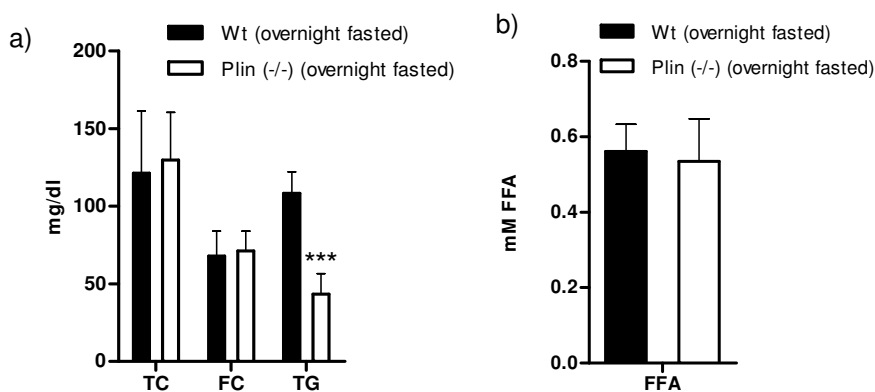 a)
Wt (overnight fasted)
Plin (-/-) (overnight fasted)
200
150
100
50
0
mg/dl
***
TC FC TG
b)
Wt (overnight fasted)
Plin (-/-) (overnight fasted)
0.8
0.6
0.4
0.2
0.0
mM FFA
FFA